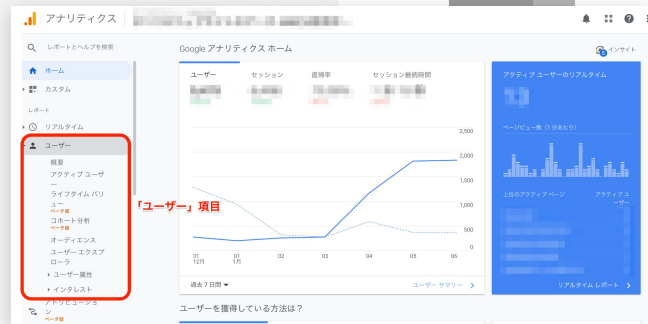 アナリティクス
レポートとヘルプを検索
Google アナリティクス ホーム
インサイト
ホーム
カスタム
レポート
リアルタイム
ユーザー
概要
アクティブ ユーザ
ー
ライフタイム バリ
ュー
ベータ版
コホート分析
ベータ版
オーディエンス
ユーザー エクスプ
ローラ
ユーザー属性
インタレスト
アトリビューショ
ン
ベータ版
「ユーザー」項目
ユーザー
セッション
直帰率
セッション継続時間
2,500
2,000
1,500
1,000
500
0
31
12月
01
1月
02
03
04
05
06
過去 7 日間
ユーザー サマリー
アクティブ ユーザーのリアルタイム
ページビュー数（1 分あたり）
上位のアクティブ ページ
アクティブ ユ
ーザー
リアルタイム レポート
ユーザーを獲得している方法は？